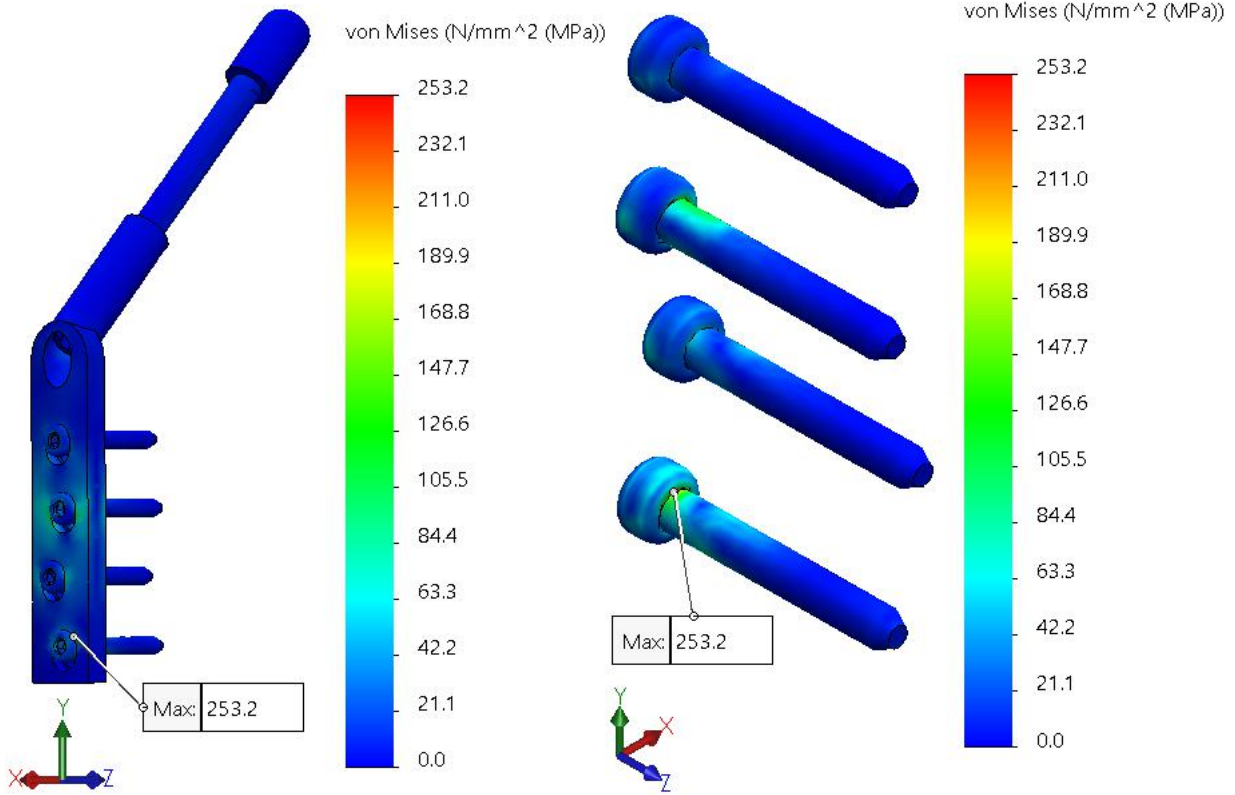 von Mises (N/mm^2 (MPa))
253.2
232.1
211.0
189.9
168.8
147.7
126.6
105.5
84.4
63.3
42.2
21.1
0.0
Max: 253.2
Y
X
Z
von Mises (N/mm^2 (MPa))
253.2
232.1
211.0
189.9
168.8
147.7
126.6
105.5
84.4
63.3
42.2
21.1
0.0
Max: 253.2
Y
X
Z